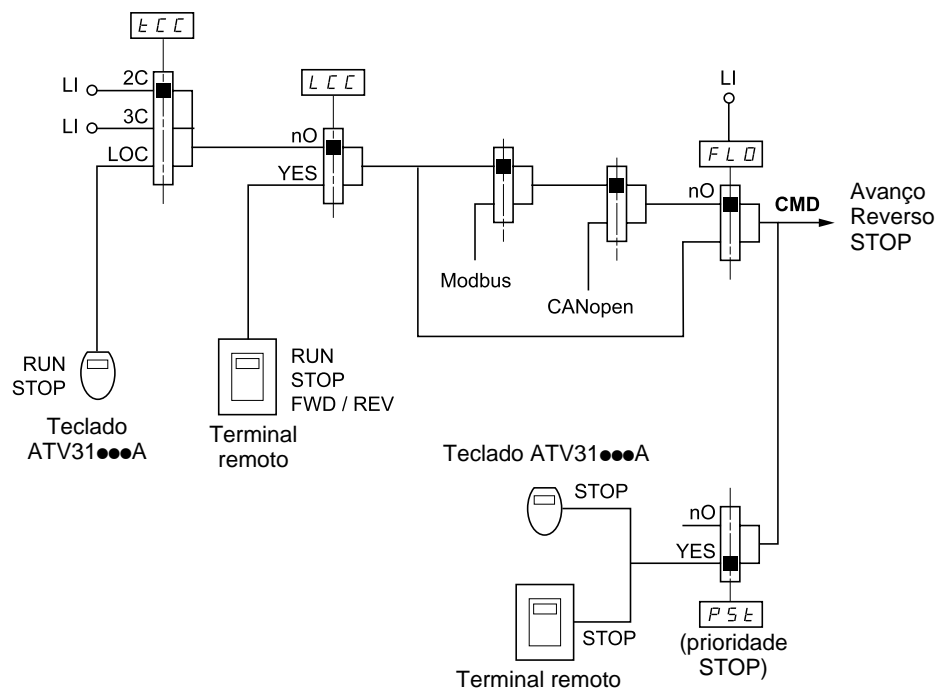 tCC
LI 2C
LI 3C
LOC
LCC
nO
YES
LI
FLO
nO
CMD
Avanço
Reverso
STOP
Modbus
CANopen
RUN
STOP
Teclado
ATV31●●●A
RUN
STOP
FWD / REV
Terminal
remoto
Teclado ATV31●●●A
STOP
nO
YES
PSt
(prioridade
STOP)
STOP
Terminal remoto